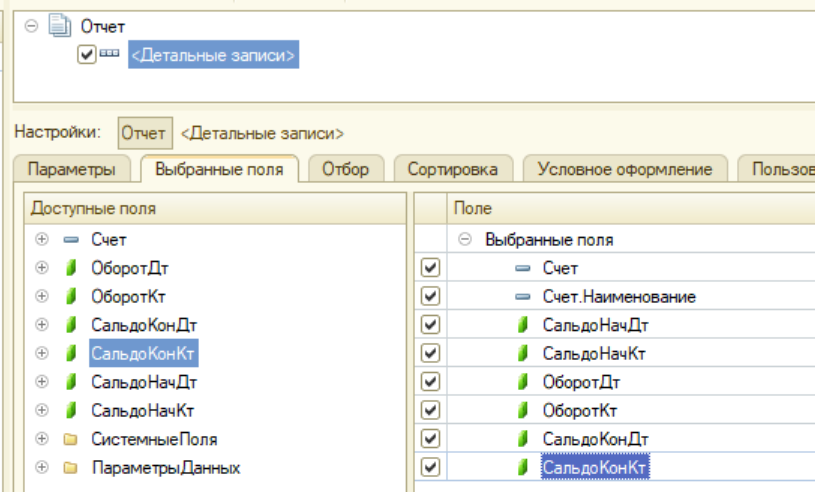 Отчет
<Детальные записи>
Настройки: Отчет <Детальные записи>
Параметры Выбранные поля Отбор Сортировка Условное оформление Пользов
Доступные поля
Счет
ОборотДт
ОборотКт
СальдоКонДт
СальдоКонКт
СальдоНачДт
СальдоНачКт
СистемныеПоля
ПараметрыДанных
Поле
Выбранные поля
Счет
Счет.Наименование
СальдоНачДт
СальдоНачКт
ОборотДт
ОборотКт
СальдоКонДт
СальдоКонКт